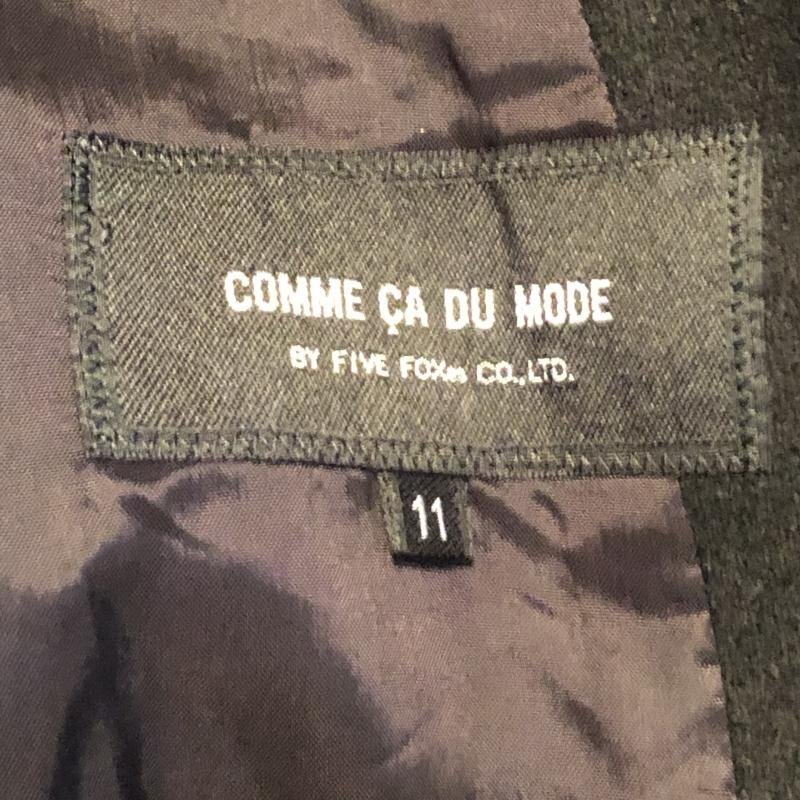 COMME ÇA DU MODE
BY FIVE FOXes CO.,LTD.
11